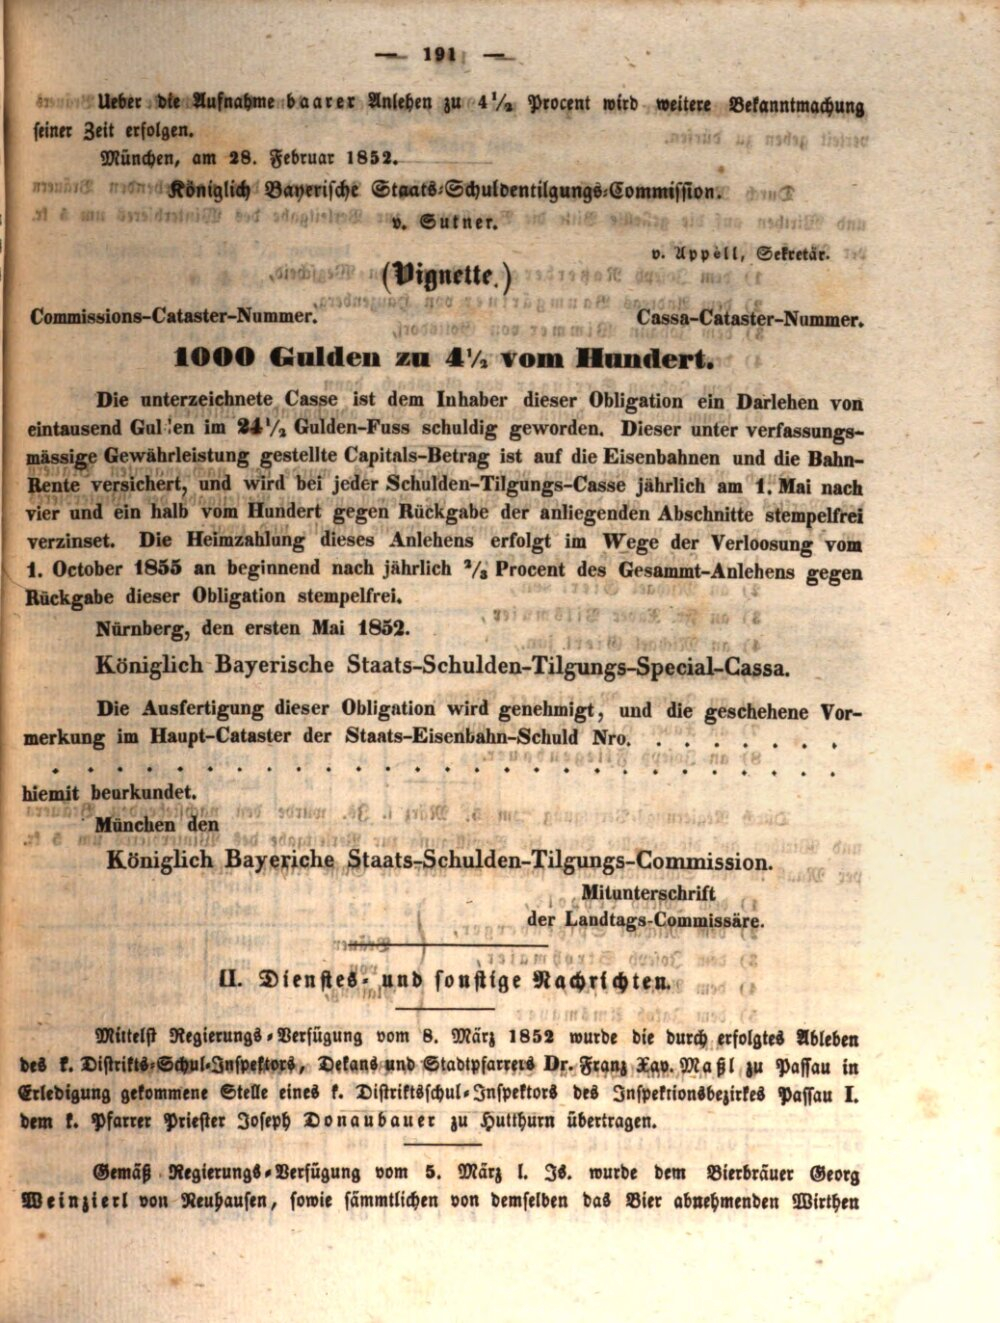 — 191 —
Ueber die Aufnahme baarer Anlehen zu 4½ Procent wird weitere Bekanntmachung
seiner Zeit erfolgen.
München, am 28. Februar 1852.
Königlich Bayerische Staats-Schuldentilgungs-Commission.
v. Sutner.
v. Appell, Sekretär.
(Vignette.)
Commissions-Cataster-Nummer. Cassa-Cataster-Nummer.
1000 Gulden zu 4½ vom Hundert.
Die unterzeichnete Casse ist dem Inhaber dieser Obligation ein Darlehen von
eintausend Gulden im 24½ Gulden-Fuss schuldig geworden. Dieser unter verfassungs-
mässige Gewährleistung gestellte Capitals-Betrag ist auf die Eisenbahnen und die Bahn-
Rente versichert, und wird bei jeder Schulden-Tilgungs-Casse jährlich am 1. Mai nach
vier und ein halb vom Hundert gegen Rückgabe der anliegenden Abschnitte stempelfrei
verzinset. Die Heimzahlung dieses Anlehens erfolgt im Wege der Verloosung vom
1. October 1855 an beginnend nach jährlich ⅔ Procent des Gesammt-Anlehens gegen
Rückgabe dieser Obligation stempelfrei.
Nürnberg, den ersten Mai 1852.
Königlich Bayerische Staats-Schulden-Tilgungs-Special-Cassa.
Die Ausfertigung dieser Obligation wird genehmigt, und die geschehene Vor-
merkung im Haupt-Cataster der Staats-Eisenbahn-Schuld Nro. . . . . . . . .
. . . . . . . . . . . . . . . . . . . . . . . . . . . . . . .
hiemit beurkundet.
München den
Königlich Bayeriche Staats-Schulden-Tilgungs-Commission.
Mitunterschrift
der Landtags-Commissäre.
II. Dienstes- und sonstige Nachrichten.
Mittelst Regierungs-Verfügung vom 8. März 1852 wurde die durch erfolgtes Ableben
des k. Distrikts-Schul-Inspektors, Dekans und Stadtpfarrers Dr. Franz Xav. Maßl zu Passau in
Erledigung gekommene Stelle eines k. Distriktsschul-Inspektors des Inspektionsbezirkes Passau I.
dem k. Pfarrer Priester Joseph Donaubauer zu Hutthurn übertragen.
Gemäß Regierungs-Verfügung vom 5. März l. Js. wurde dem Bierbräuer Georg
Weinzierl von Neuhausen, sowie sämmtlichen von demselben das Bier abnehmenden Wirthen